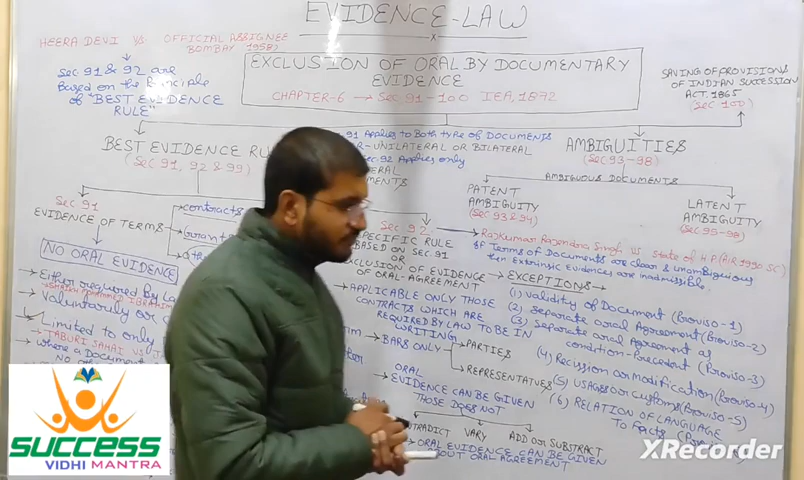 EVIDENCE-LAW
x
HEERA DEVI V/S OFFICIAL ASSIGNEE
BOMBAY 1958)
Sec 91 & 92 are
Based on the Principle
of "BEST EVIDENCE
RULE"
EXCLUSION OF ORAL BY DOCUMENTARY
EVIDENCE
CHAPTER-6 → Sec 91-100 IEA, 1872
SAVING OF PROVISIONS
OF INDIAN SUCESSION
ACT. 1865
(Sec 100)
BEST EVIDENCE
(Sec 91, 92 & 99)
91 Applies to Both type of DOCUMENTS
UNILATERAL or BILATERAL
Sec 92 Applies only
AMBIGUITIES
(Sec 93-98)
AMBIGUOUS DOCUMENTS
PATENT
AMBIGUITY
(Sec 93 & 94)
LATENT
AMBIGUITY
(Sec 95-98)
Sec 91
EVIDENCE OF TERMS
contracts
Grant
NO ORAL EVIDENCE
→ Either required by
→ Voluntarily or
→ Limited to only
TABURI SAHAI VS
→ Where a Document
Sec 92
SPECIFIC RULE
BASED ON SEC. 91
OR
EXCLUSION OF EVIDENCE
OF ORAL-AGREEMENT
→ APPLICABLE ONLY THOSE
CONTRACTS WHICH ARE
REQUIRED BY LAW TO BE IN
WRITING
→ BARS ONLY
PARTIES
REPRESENTATIVES
→ ORAL
EVIDENCE CAN BE GIVEN
THOSE DOES NOT
VARY
ADD or SUBSTRACT
→ ORAL EVIDENCE CAN BE GIVEN
ORAL AGREEMENT
Rajkumar Rajendra Singh vs State of H.P (AIR 1990 SC)
If Terms of Documents are clear & unambiguious
then Extrinsic Evidences are Inadmissible.
→ EXCEPTIONS →
(1) Validity of Document (Proviso-1)
(2) Separate oral Agreement (Proviso-2)
(3) Separate oral Agreement as
condition-Precedent (Proviso-3)
(4) Recission or modification (Proviso-4)
(5) Usages or customs (Proviso-5)
(6) RELATION OF LANGUAGE
TO Facts
SUCCESS
VIDHI MANTRA
XRecorder